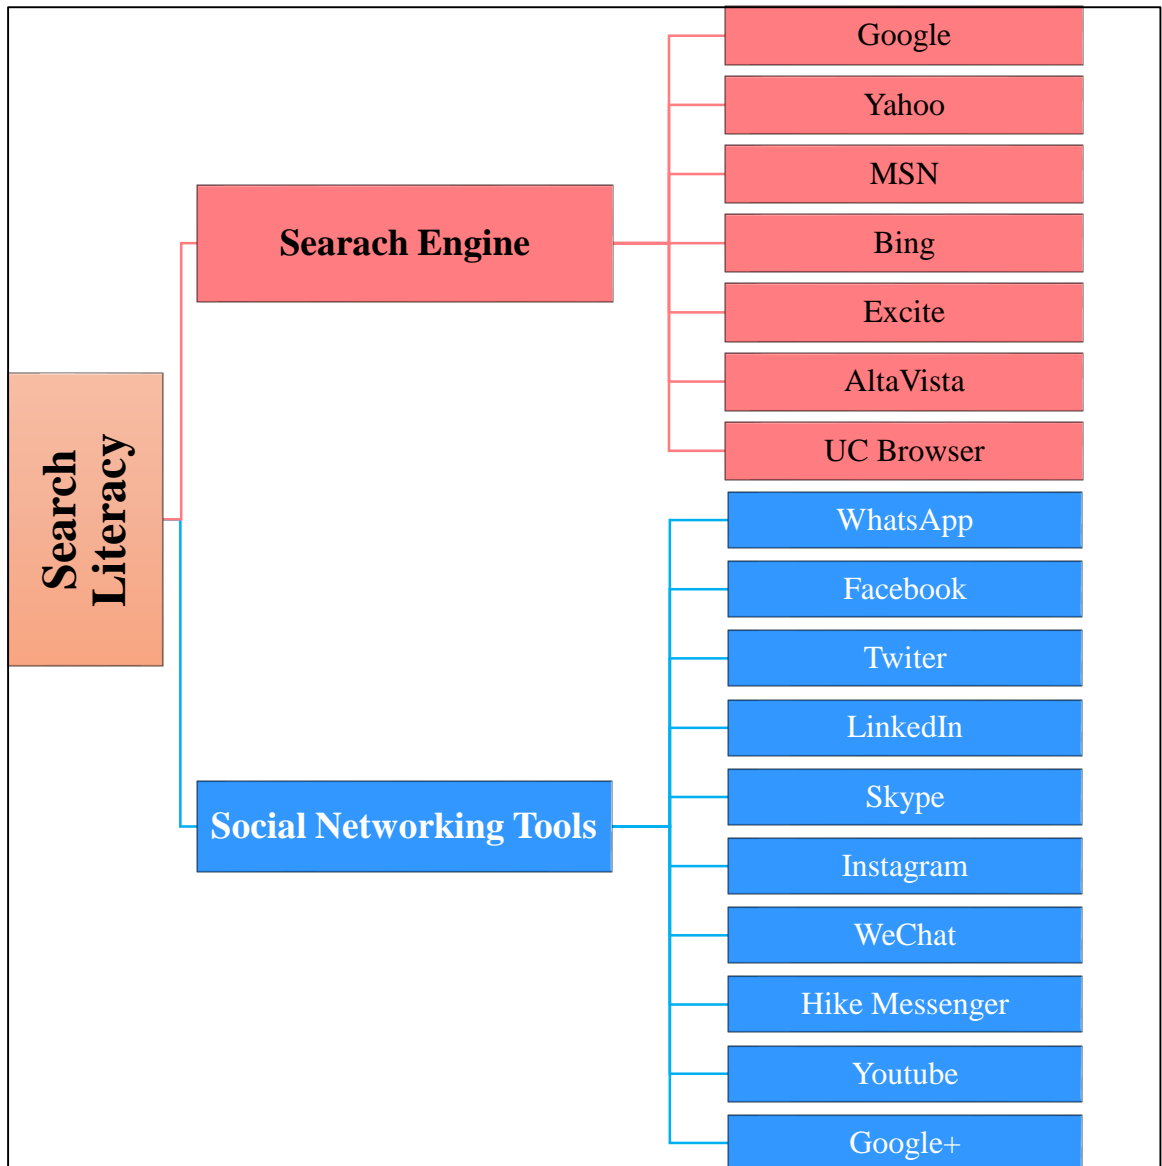 Search
Literacy
Searach Engine
Google
Yahoo
MSN
Bing
Excite
AltaVista
UC Browser
Social Networking Tools
WhatsApp
Facebook
Twiter
LinkedIn
Skype
Instagram
WeChat
Hike Messenger
Youtube
Google+